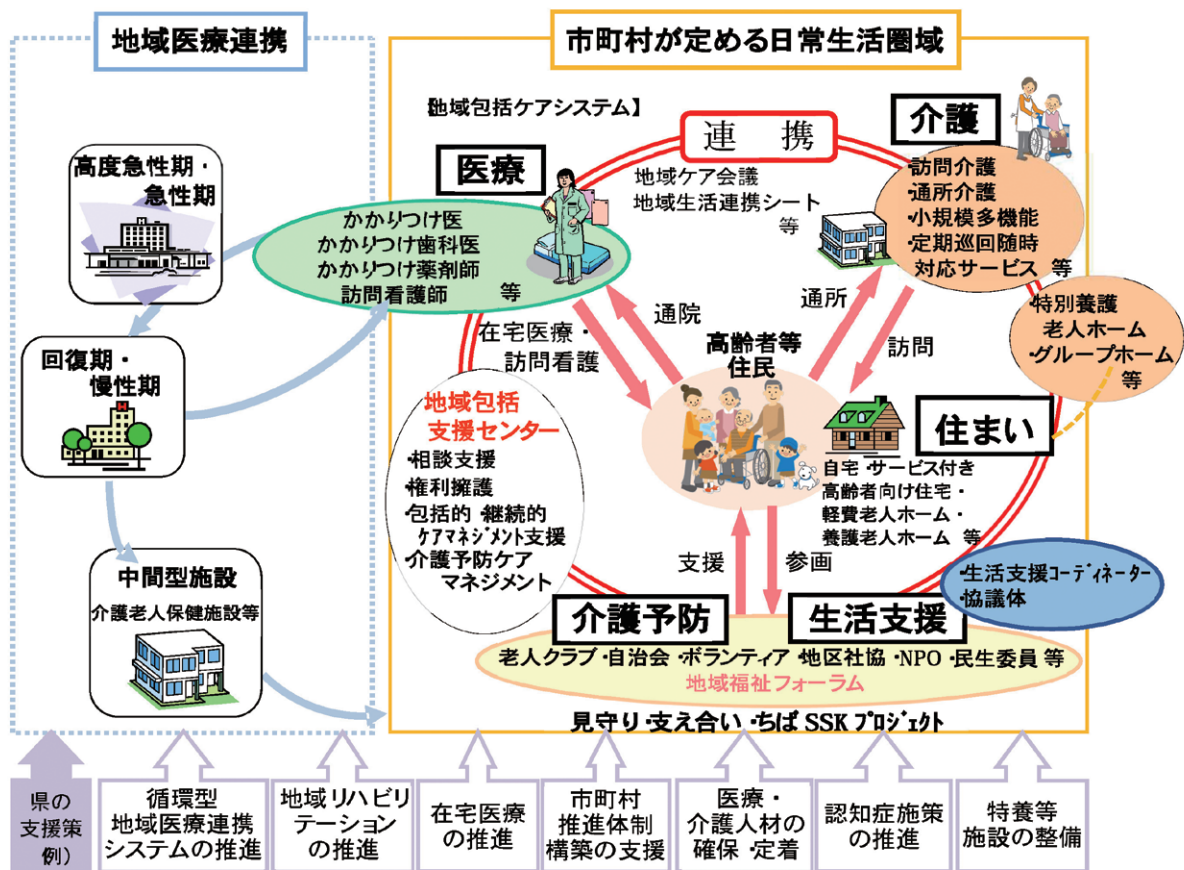 地域医療連携
高度急性期・
急性期
回復期・
慢性期
中間型施設
介護老人保健施設等
市町村が定める日常生活圏域
【地域包括ケアシステム】
連 携
地域ケア会議
地域生活連携シート
等
医療
かかりつけ医
かかりつけ歯科医
かかりつけ薬剤師
訪問看護師 等
介護
・訪問介護
・通所介護
・小規模多機能
・定期巡回随時
対応サービス 等
・特別養護
老人ホーム
・グループホーム
等
在宅医療・
訪問看護
通院
通所
訪問
高齢者等
住民
地域包括
支援センター
・相談支援
・権利擁護
・包括的・継続的
ケアマネジメント支援
・介護予防ケア
マネジメント
住まい
自宅・サービス付き
高齢者向け住宅・
軽費老人ホーム・
養護老人ホーム 等
支援
参画
・生活支援コーディネーター
・協議体
介護予防
生活支援
老人クラブ・自治会・ボランティア・地区社協・NPO・民生委員 等
地域福祉フォーラム
見守り・支え合い・ちば SSK プロジェクト
県の
支援策
例)
循環型
地域医療連携
システムの推進
地域リハビリ
テーション
の推進
在宅医療
の推進
市町村
推進体制
構築の支援
医療・
介護人材の
確保・定着
認知症施策
の推進
特養等
施設の整備